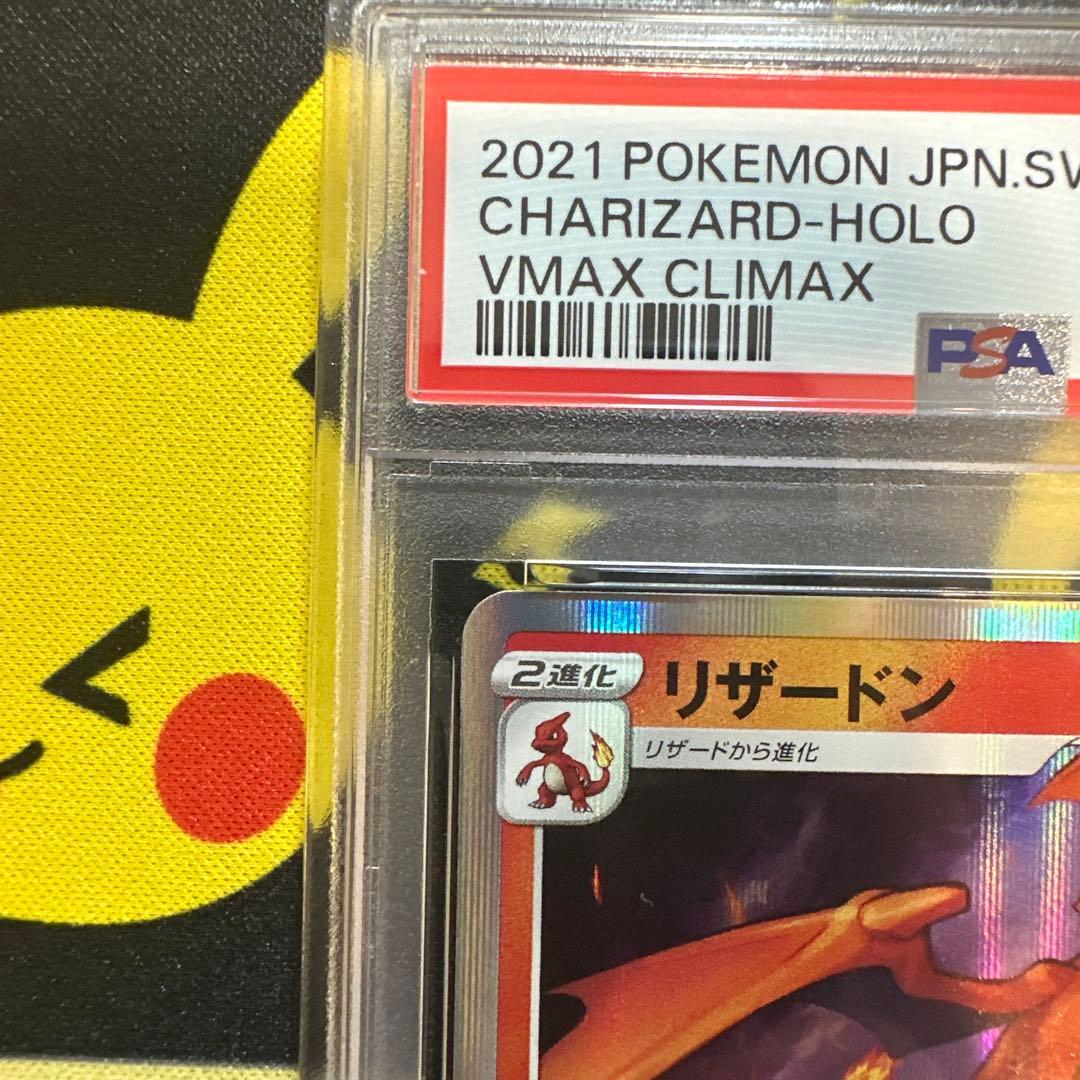 2021 POKEMON JPN.SV
CHARIZARD-HOLO
VMAX CLIMAX
PSA
2進化
リザードン
リザードから進化